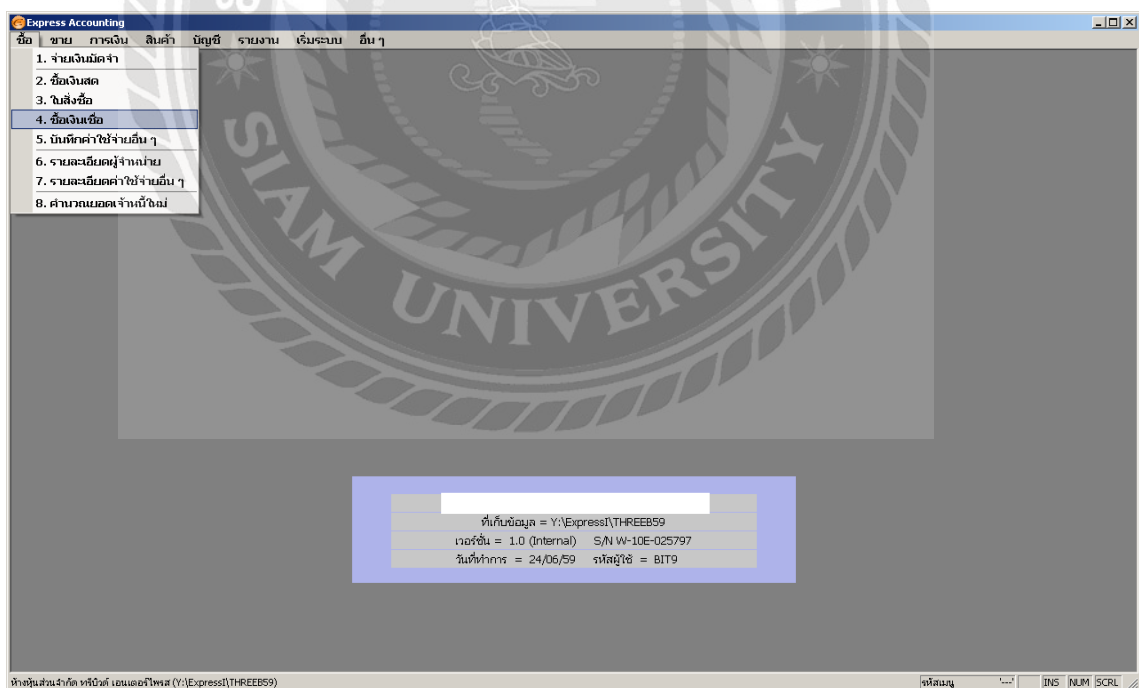 Express Accounting
ซื้อ ขาย การเงิน สินค้า บัญชี รายงาน เริ่มระบบ อื่น ๆ
1. จ่ายเงินมัดจำ
2. ซื้อเงินสด
3. ใบสั่งซื้อ
4. ซื้อเงินเชื่อ
5. บันทึกค่าใช้จ่ายอื่น ๆ
6. รายละเอียดผู้จำหน่าย
7. รายละเอียดค่าใช้จ่ายอื่น ๆ
8. คำนวณยอดเจ้าหนี้ใหม่
SIAM UNIVERSITY
ที่เก็บข้อมูล = Y:\ExpressI\THREEB59
เวอร์ชั่น = 1.0 (Internal) S/N W-10E-025797
วันที่ทำการ = 24/06/59 รหัสผู้ใช้ = BIT9
ห้างหุ้นส่วนจำกัด ทรีบิวต์ เอนเตอร์ไพรส (Y:\ExpressI\THREEB59) รหัสเมนู '---' INS NUM SCRL